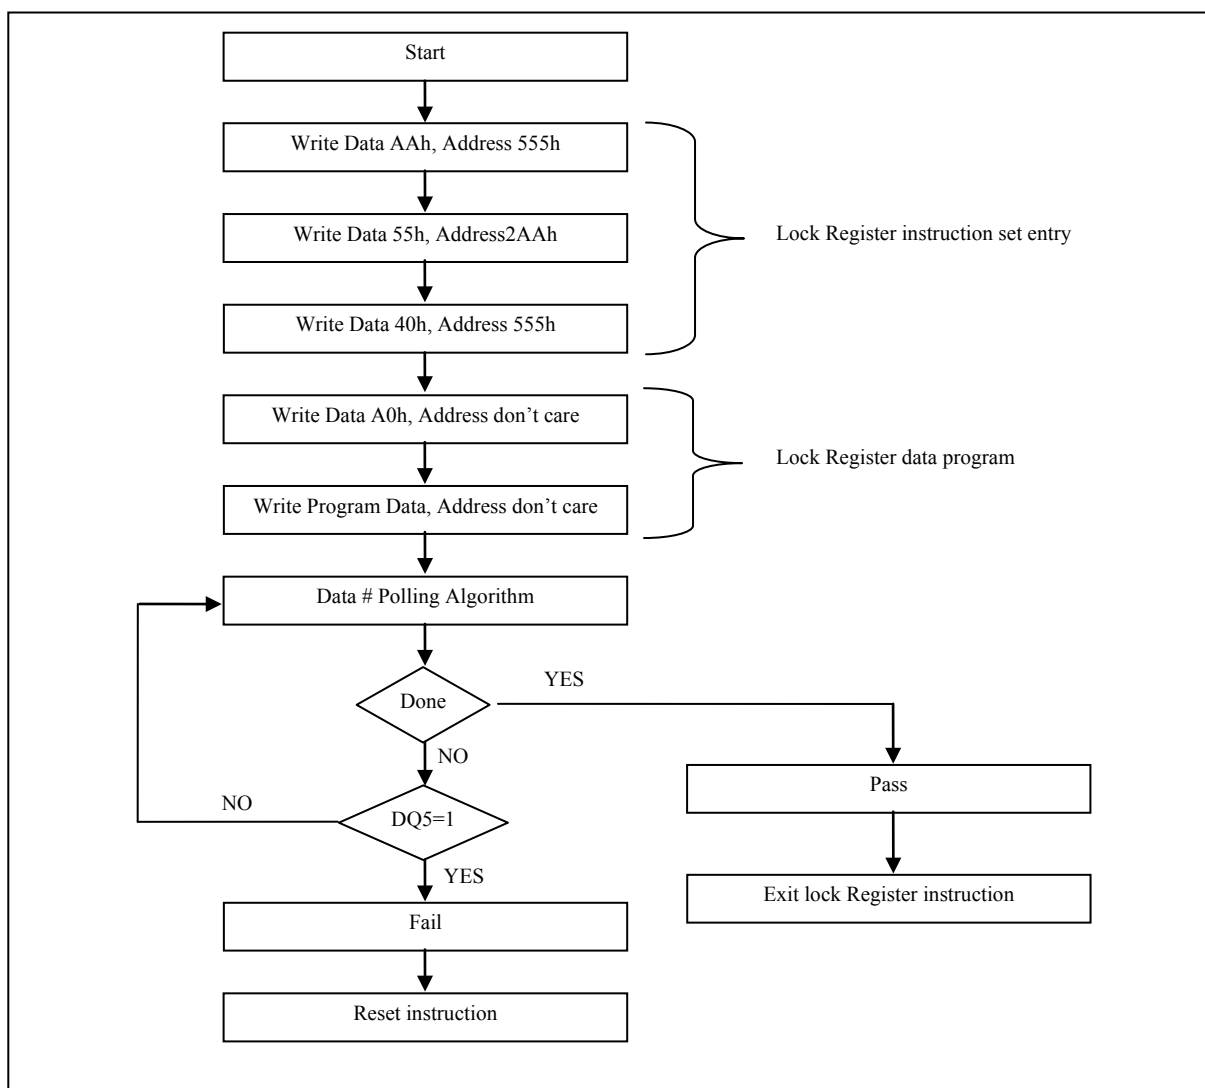 Start
Write Data AAh, Address 555h
Write Data 55h, Address2AAh
Lock Register instruction set entry
Write Data 40h, Address 555h
Write Data A0h, Address don’t care
Lock Register data program
Write Program Data, Address don’t care
Data # Polling Algorithm
Done
YES
NO
Pass
NO
DQ5=1
YES
Exit lock Register instruction
Fail
Reset instruction